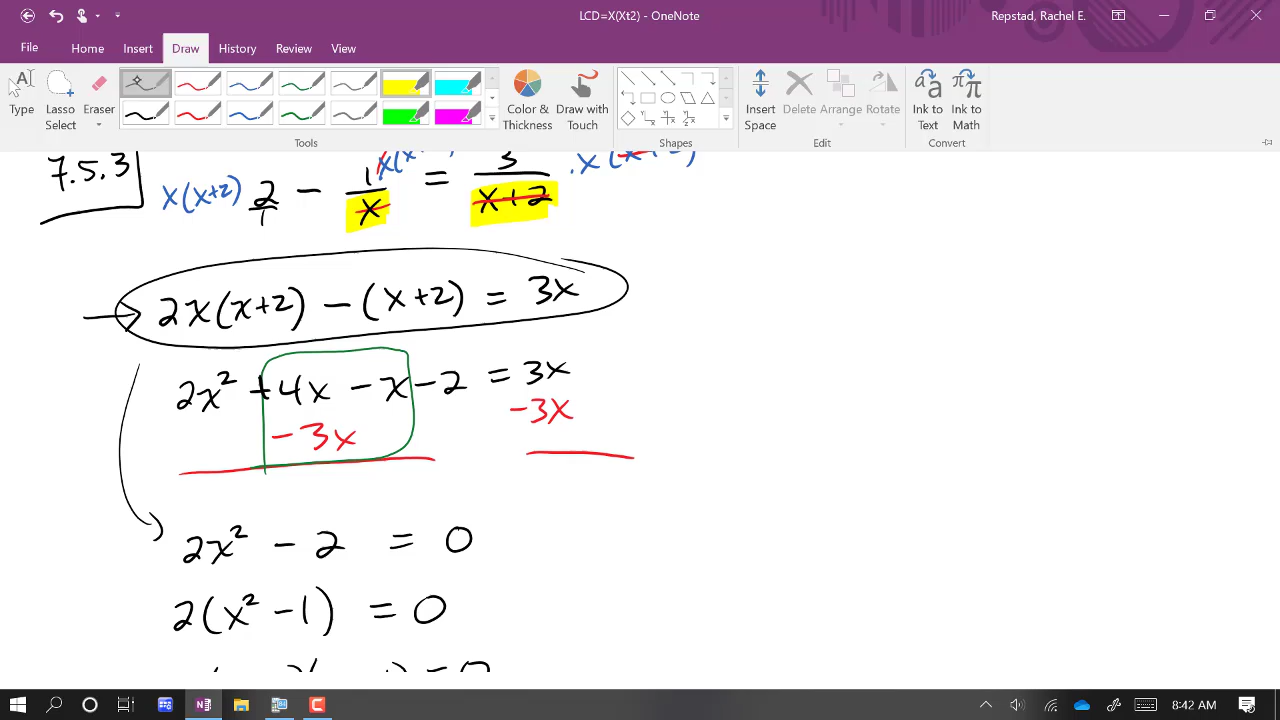 LCD=X(Xt2) - OneNote
Repstad, Rachel E.
File Home Insert Draw History Review View
Type Lasso Select Eraser Color & Thickness Draw with Touch Insert Space Delete Arrange Rotate Ink to Text Ink to Math
Tools Shapes Edit Convert
7.5.3
x(x+2) 2/1 - 1/x = 3/x+2
2x(x+2) - (x+2) = 3x
2x² + 4x - x - 2 = 3x
-3x -3x
2x² - 2 = 0
2(x² - 1) = 0
8:42 AM